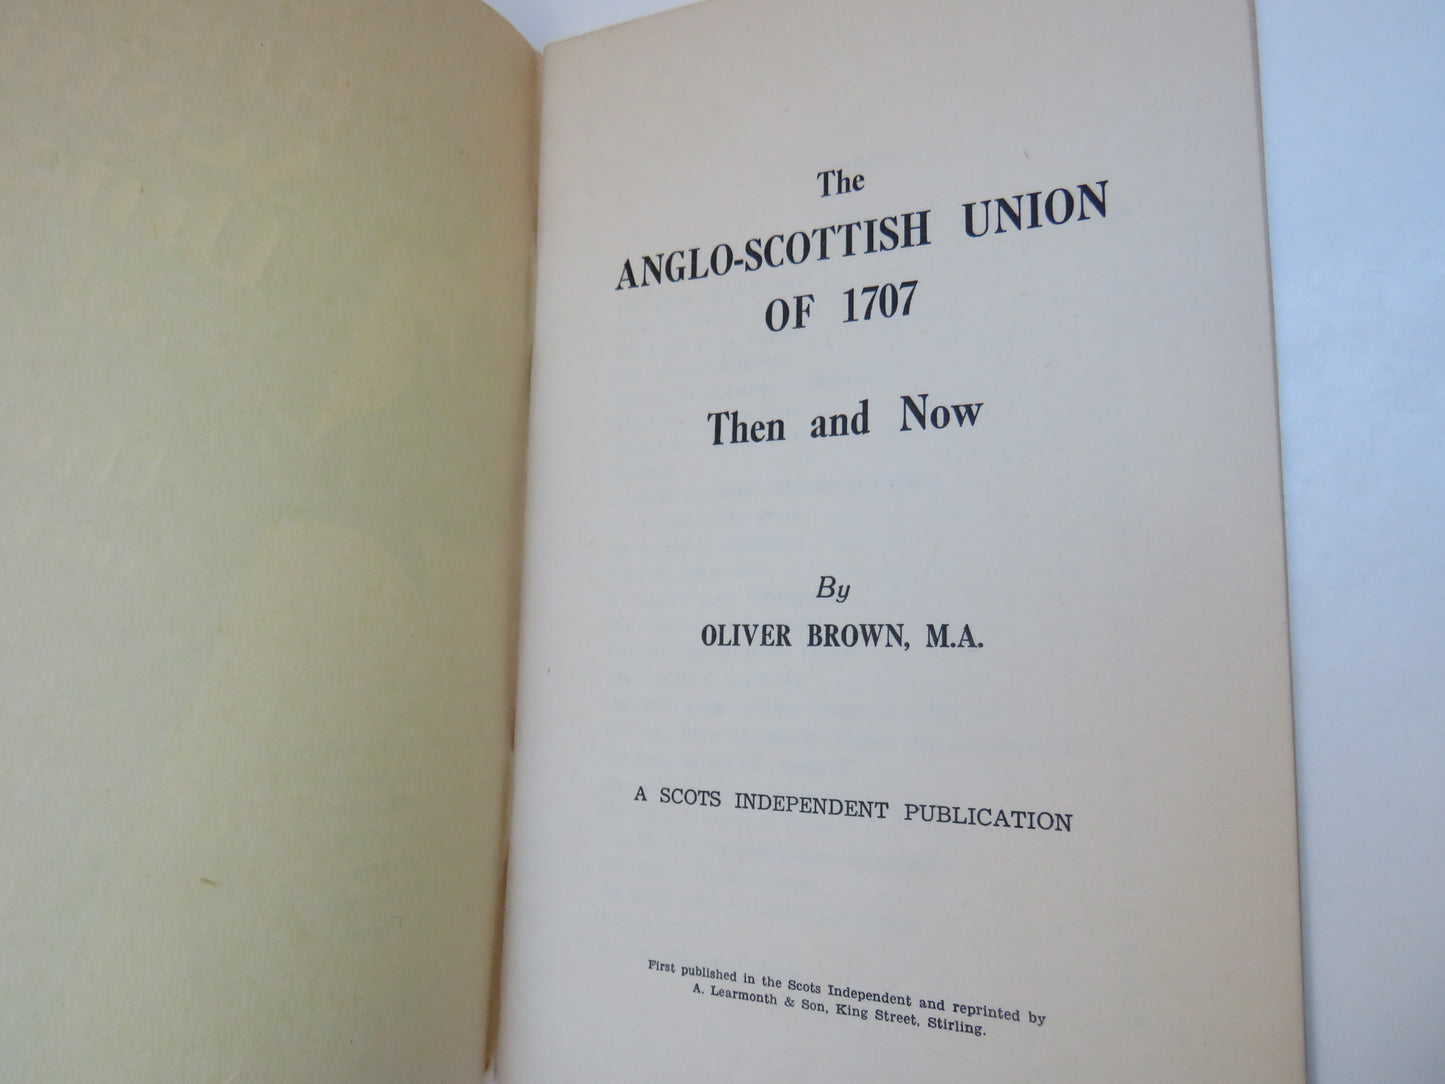 The
ANGLO-SCOTTISH UNION
OF 1707
Then and Now
By
OLIVER BROWN, M.A.
A SCOTS INDEPENDENT PUBLICATION
First published in the Scots Independent and reprinted by
A. Learmonth & Son, King Street, Stirling.